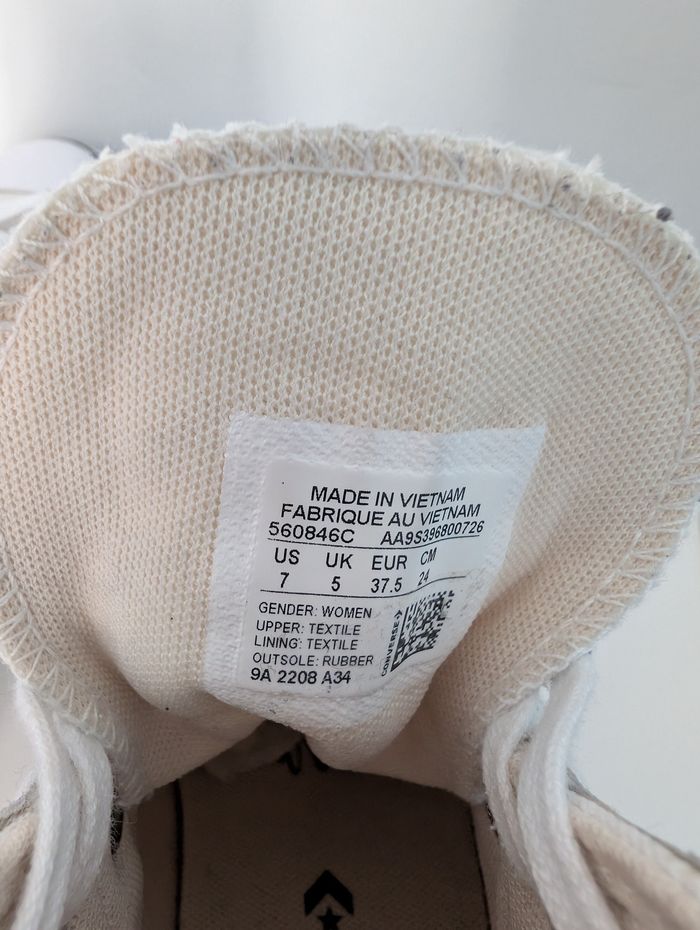 MADE IN VIETNAM
FABRIQUE AU VIETNAM
560846C AA9S396800726
US UK EUR CM
7 5 37.5 24
GENDER: WOMEN
UPPER: TEXTILE
LINING: TEXTILE
OUTSOLE: RUBBER
9A 2208 A34
CONVERSE